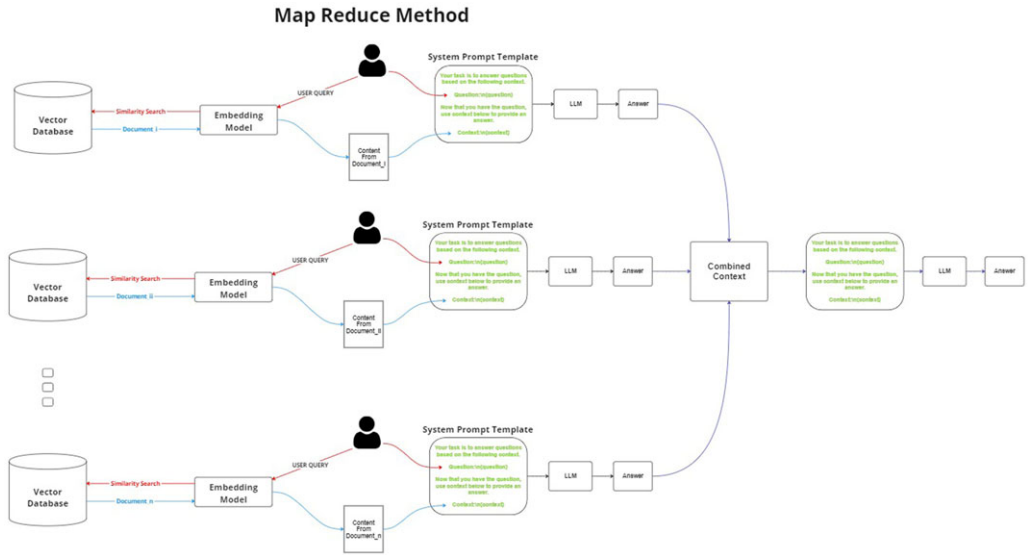 Map Reduce Method
System Prompt Template
Your task is to answer questions
based on the following context.
Question:\n{question}
Now that you have the question,
use context below to provide an
answer.
Context:\n{context}
USER QUERY
Vector
Database
Similarity Search
Document_i
Embedding
Model
Content
From
Document_i
LLM
Answer
System Prompt Template
Your task is to answer questions
based on the following context.
Question:\n{question}
Now that you have the question,
use context below to provide an
answer.
Context:\n{context}
USER QUERY
Vector
Database
Similarity Search
Document_ii
Embedding
Model
Content
From
Document_ii
LLM
Answer
Combined
Context
Your task is to answer questions
based on the following context.
Question:\n{question}
Now that you have the question,
use context below to provide an
answer.
Context:\n{context}
LLM
Answer
System Prompt Template
Your task is to answer questions
based on the following context.
Question:\n{question}
Now that you have the question,
use context below to provide an
answer.
Context:\n{context}
USER QUERY
Vector
Database
Similarity Search
Document_n
Embedding
Model
Content
From
Document_n
LLM
Answer